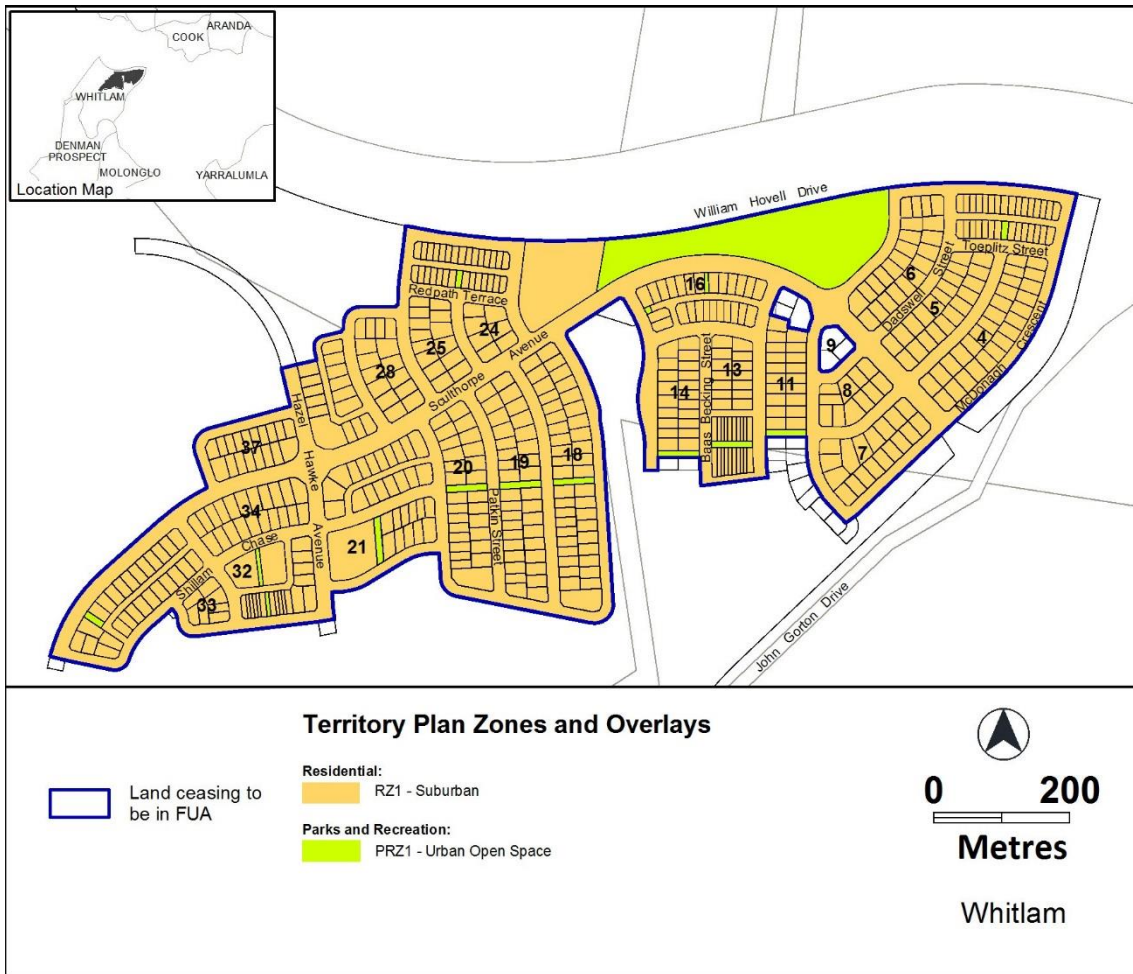 ARANDA
COOK
WHITLAM
DENMAN
PROSPECT
MOLONGLO
YARRALUMLA
Location Map
William Hovell Drive
Toeplitz Street
Redpath Terrace
Dadswell Street
McDonagh Crescent
Sculthorpe Avenue
Baas Becking Street
Hazel Hawke Avenue
Patkin Street
Shillam Chase
John Gorton Drive
16
6
5
4
9
24
25
28
13
14
11
8
7
37
20
19
18
34
21
32
33
Territory Plan Zones and Overlays
Land ceasing to
be in FUA
Residential:
RZ1 - Suburban
Parks and Recreation:
PRZ1 - Urban Open Space
0 200
Metres
Whitlam